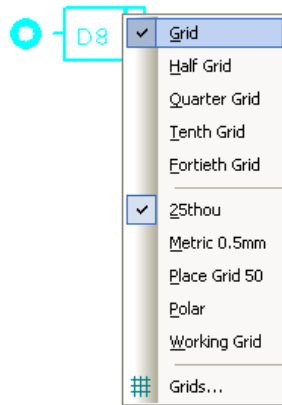 D8
Grid
Half Grid
Quarter Grid
Tenth Grid
Fortieth Grid
25thou
Metric 0.5mm
Place Grid 50
Polar
Working Grid
Grids...